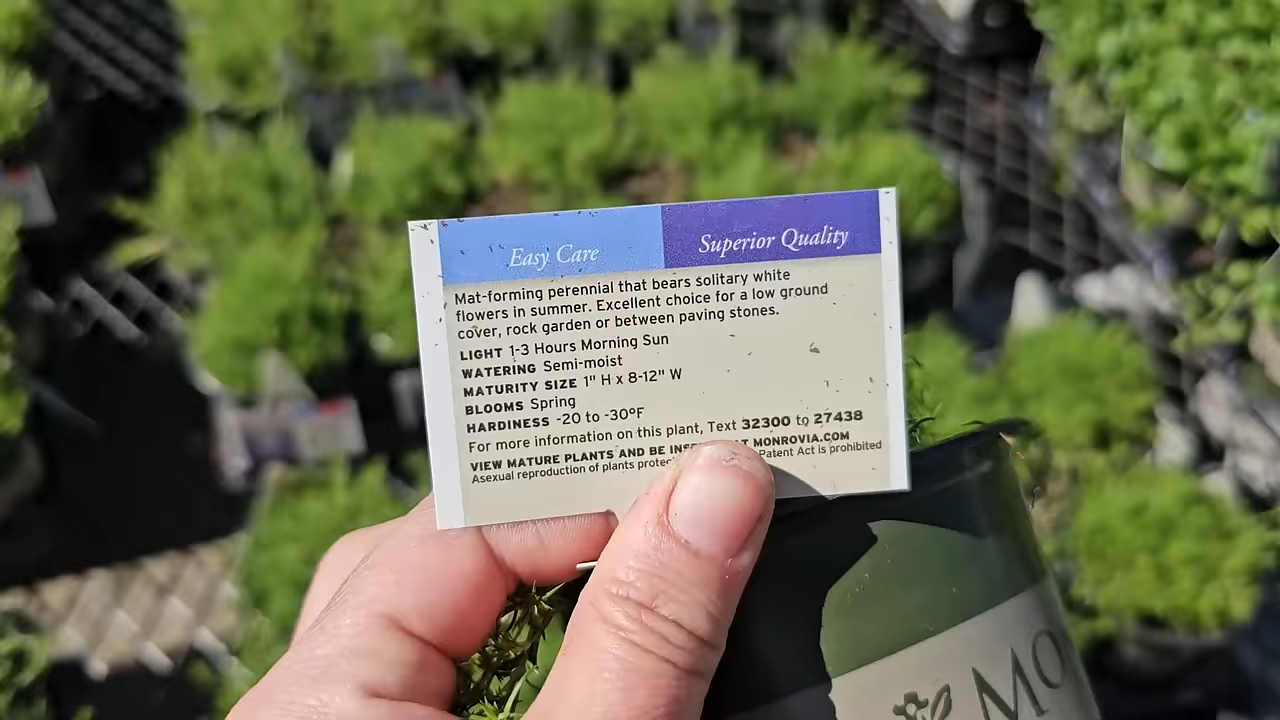 Easy Care
Superior Quality
Mat-forming perennial that bears solitary white
flowers in summer. Excellent choice for a low ground
cover, rock garden or between paving stones.
LIGHT 1-3 Hours Morning Sun
WATERING Semi-moist
MATURITY SIZE 1" H x 8-12" W
BLOOMS Spring
HARDINESS -20 to -30°F
For more information on this plant, Text 32300 to 27438
VIEW MATURE PLANTS AND BE MONROVIA.COM
Asexual reproduction of plants Patent Act is prohibited
MO